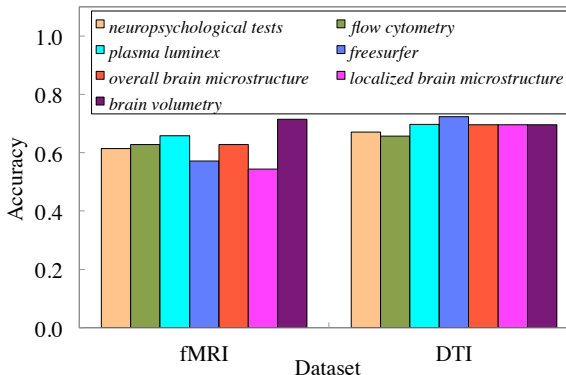 1.0
0.8
0.6
0.4
0.2
0.0
Accuracy
neuropsychological tests
flow cytometry
plasma luminex
freesurfer
overall brain microstructure
localized brain microstructure
brain volumetry
fMRI
DTI
Dataset